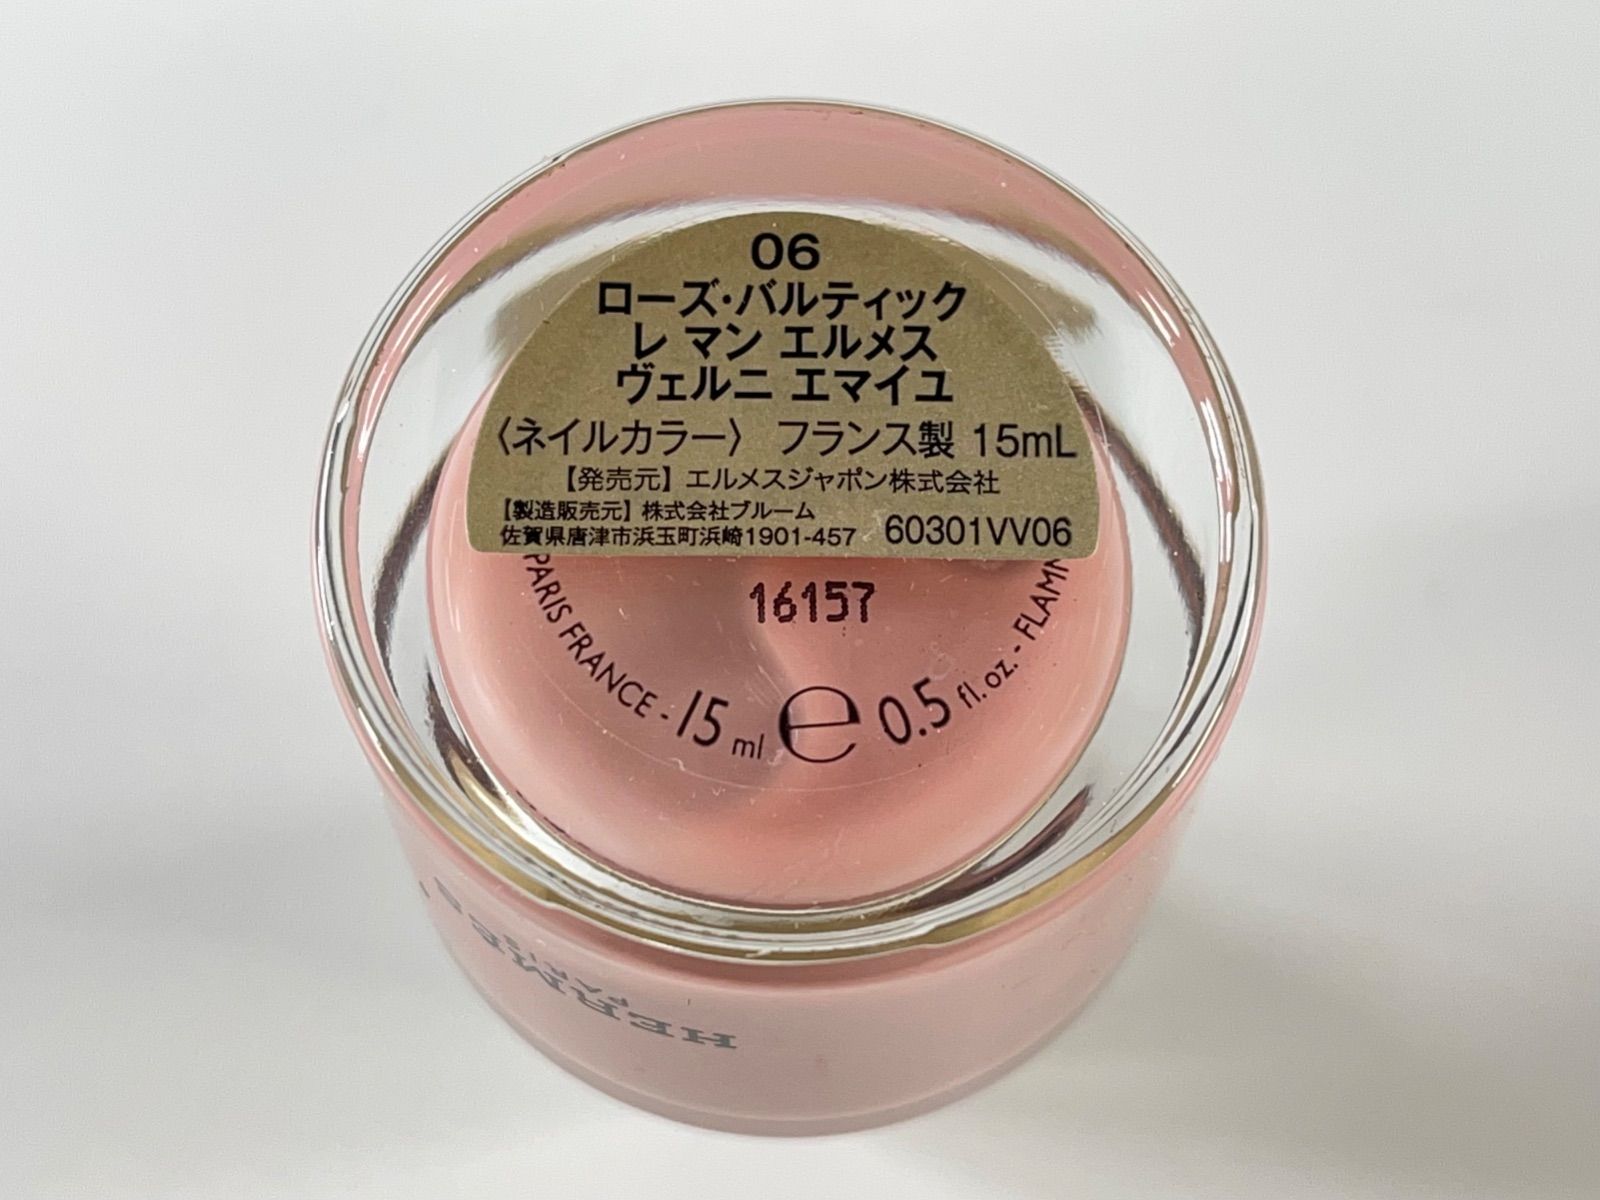 06
ローズ･バルティック
レ マン エルメス
ヴェルニ エマイユ
〈ネイルカラー〉 フランス製 15mL
【発売元】エルメスジャポン株式会社
【製造販売元】株式会社ブルーム
佐賀県唐津市浜玉町浜崎1901-457 60301VV06
16157
PARIS FRANCE - 15 ml e 0.5 fl. oz. -
HERMÈS
PARIS